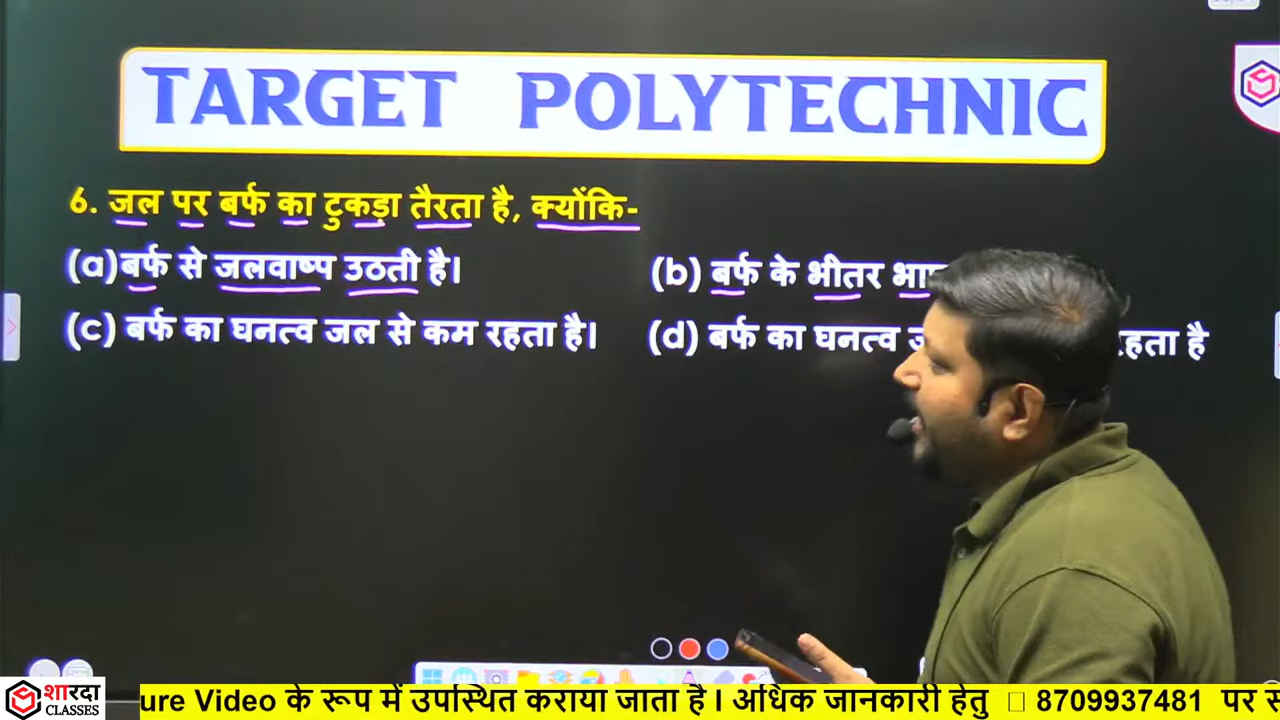 TARGET POLYTECHNIC
6. जल पर बर्फ का टुकड़ा तैरता है, क्योंकि-
(a)बर्फ से जलवाष्प उठती है।
(b) बर्फ के भीतर
(c) बर्फ का घनत्व जल से कम रहता है।
(d) बर्फ का घनत्व रहता है
शारदा
CLASSES
ure Video के रूप में उपस्थित कराया जाता है। अधिक जानकारी हेतु 8709937481 पर